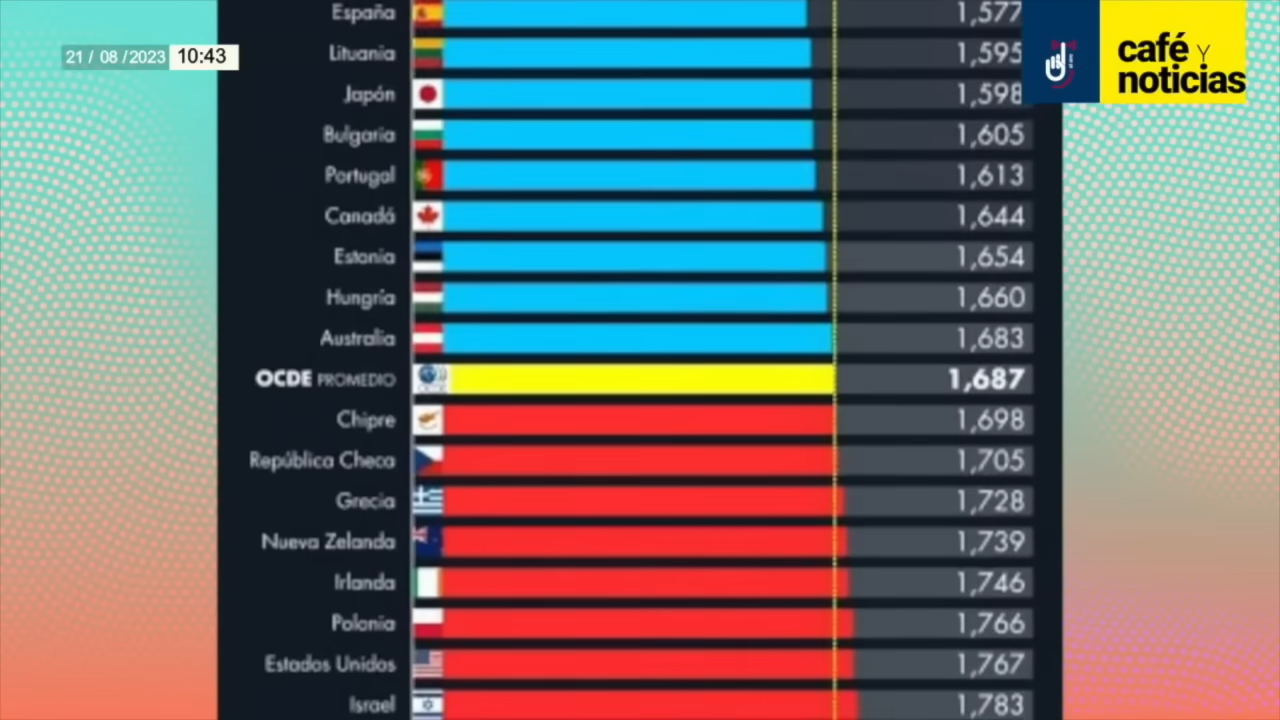 España 1,577
21/ 08 /2023 10:43
Lituania 1,595
café Y
noticias
Japón 1,598
Bulgaria 1,605
Portugal 1,613
Canadá 1,644
Estonia 1,654
Hungría 1,660
Australia 1,683
OCDE PROMEDIO 1,687
Chipre 1,698
República Checa 1,705
Grecia 1,728
Nueva Zelanda 1,739
Irlanda 1,746
Polonia 1,766
Estados Unidos 1,767
Israel 1,783